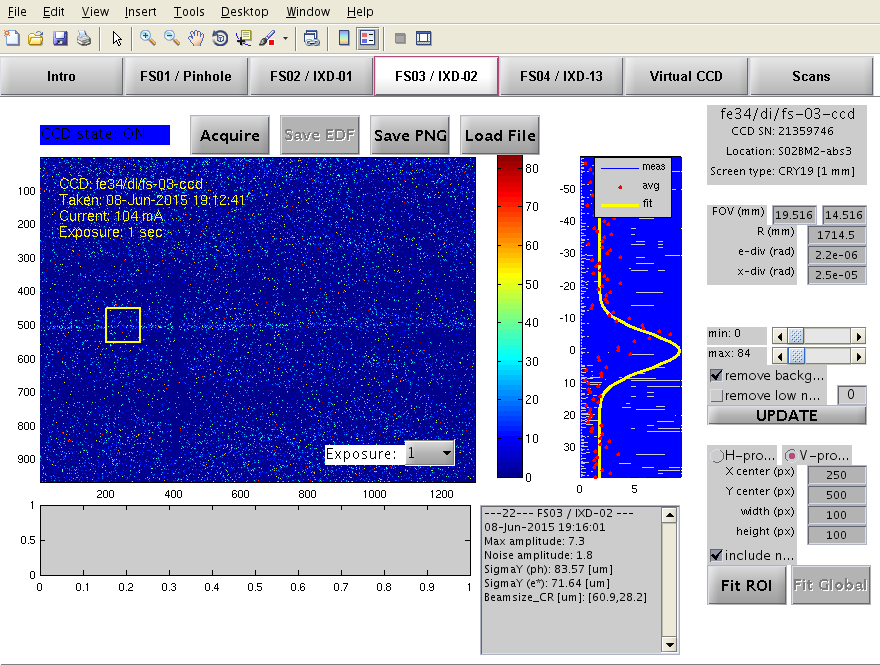 File Edit View Insert Tools Desktop Window Help
Intro FS01 / Pinhole FS02 / IXD-01 FS03 / IXD-02 FS04 / IXD-13 Virtual CCD Scans
CCD state: ON Acquire Save EDF Save PNG Load File
fe34/di/fs-03-ccd
CCD SN: 21359746
Location: S02BM2-abs3
Screen type: CRY19 [1 mm]
CCD: fe34/di/fs-03-ccd
Taken: 08-Jun-2015 19:12:41
Current: 104 mA
Exposure: 1 sec
100
200
300
400
500
600
700
800
900
200 400 600 800 1000 1200
Exposure: 1
80
70
60
50
40
30
20
10
0
meas
avg
fit
-50
-40
-30
-20
-10
0
10
20
30
0 5
FOV (mm) 19.516 14.516
R (mm) 1714.5
e-div (rad) 2.2e-06
x-div (rad) 2.5e-05
min: 0
max: 84
remove backg...
remove low n... 0
UPDATE
H-pro... V-pro...
X center (px) 250
Y center (px) 500
width (px) 100
height (px) 100
include n...
Fit ROI Fit Global
1
0.5
0
0 0.1 0.2 0.3 0.4 0.5 0.6 0.7 0.8 0.9 1
---22--- FS03 / IXD-02 ---
08-Jun-2015 19:16:01
Max amplitude: 7.3
Noise amplitude: 1.8
SigmaY (ph): 83.57 [um]
SigmaY (e*): 71.64 [um]
Beamsize_CR [um]: [60.9,28.2]